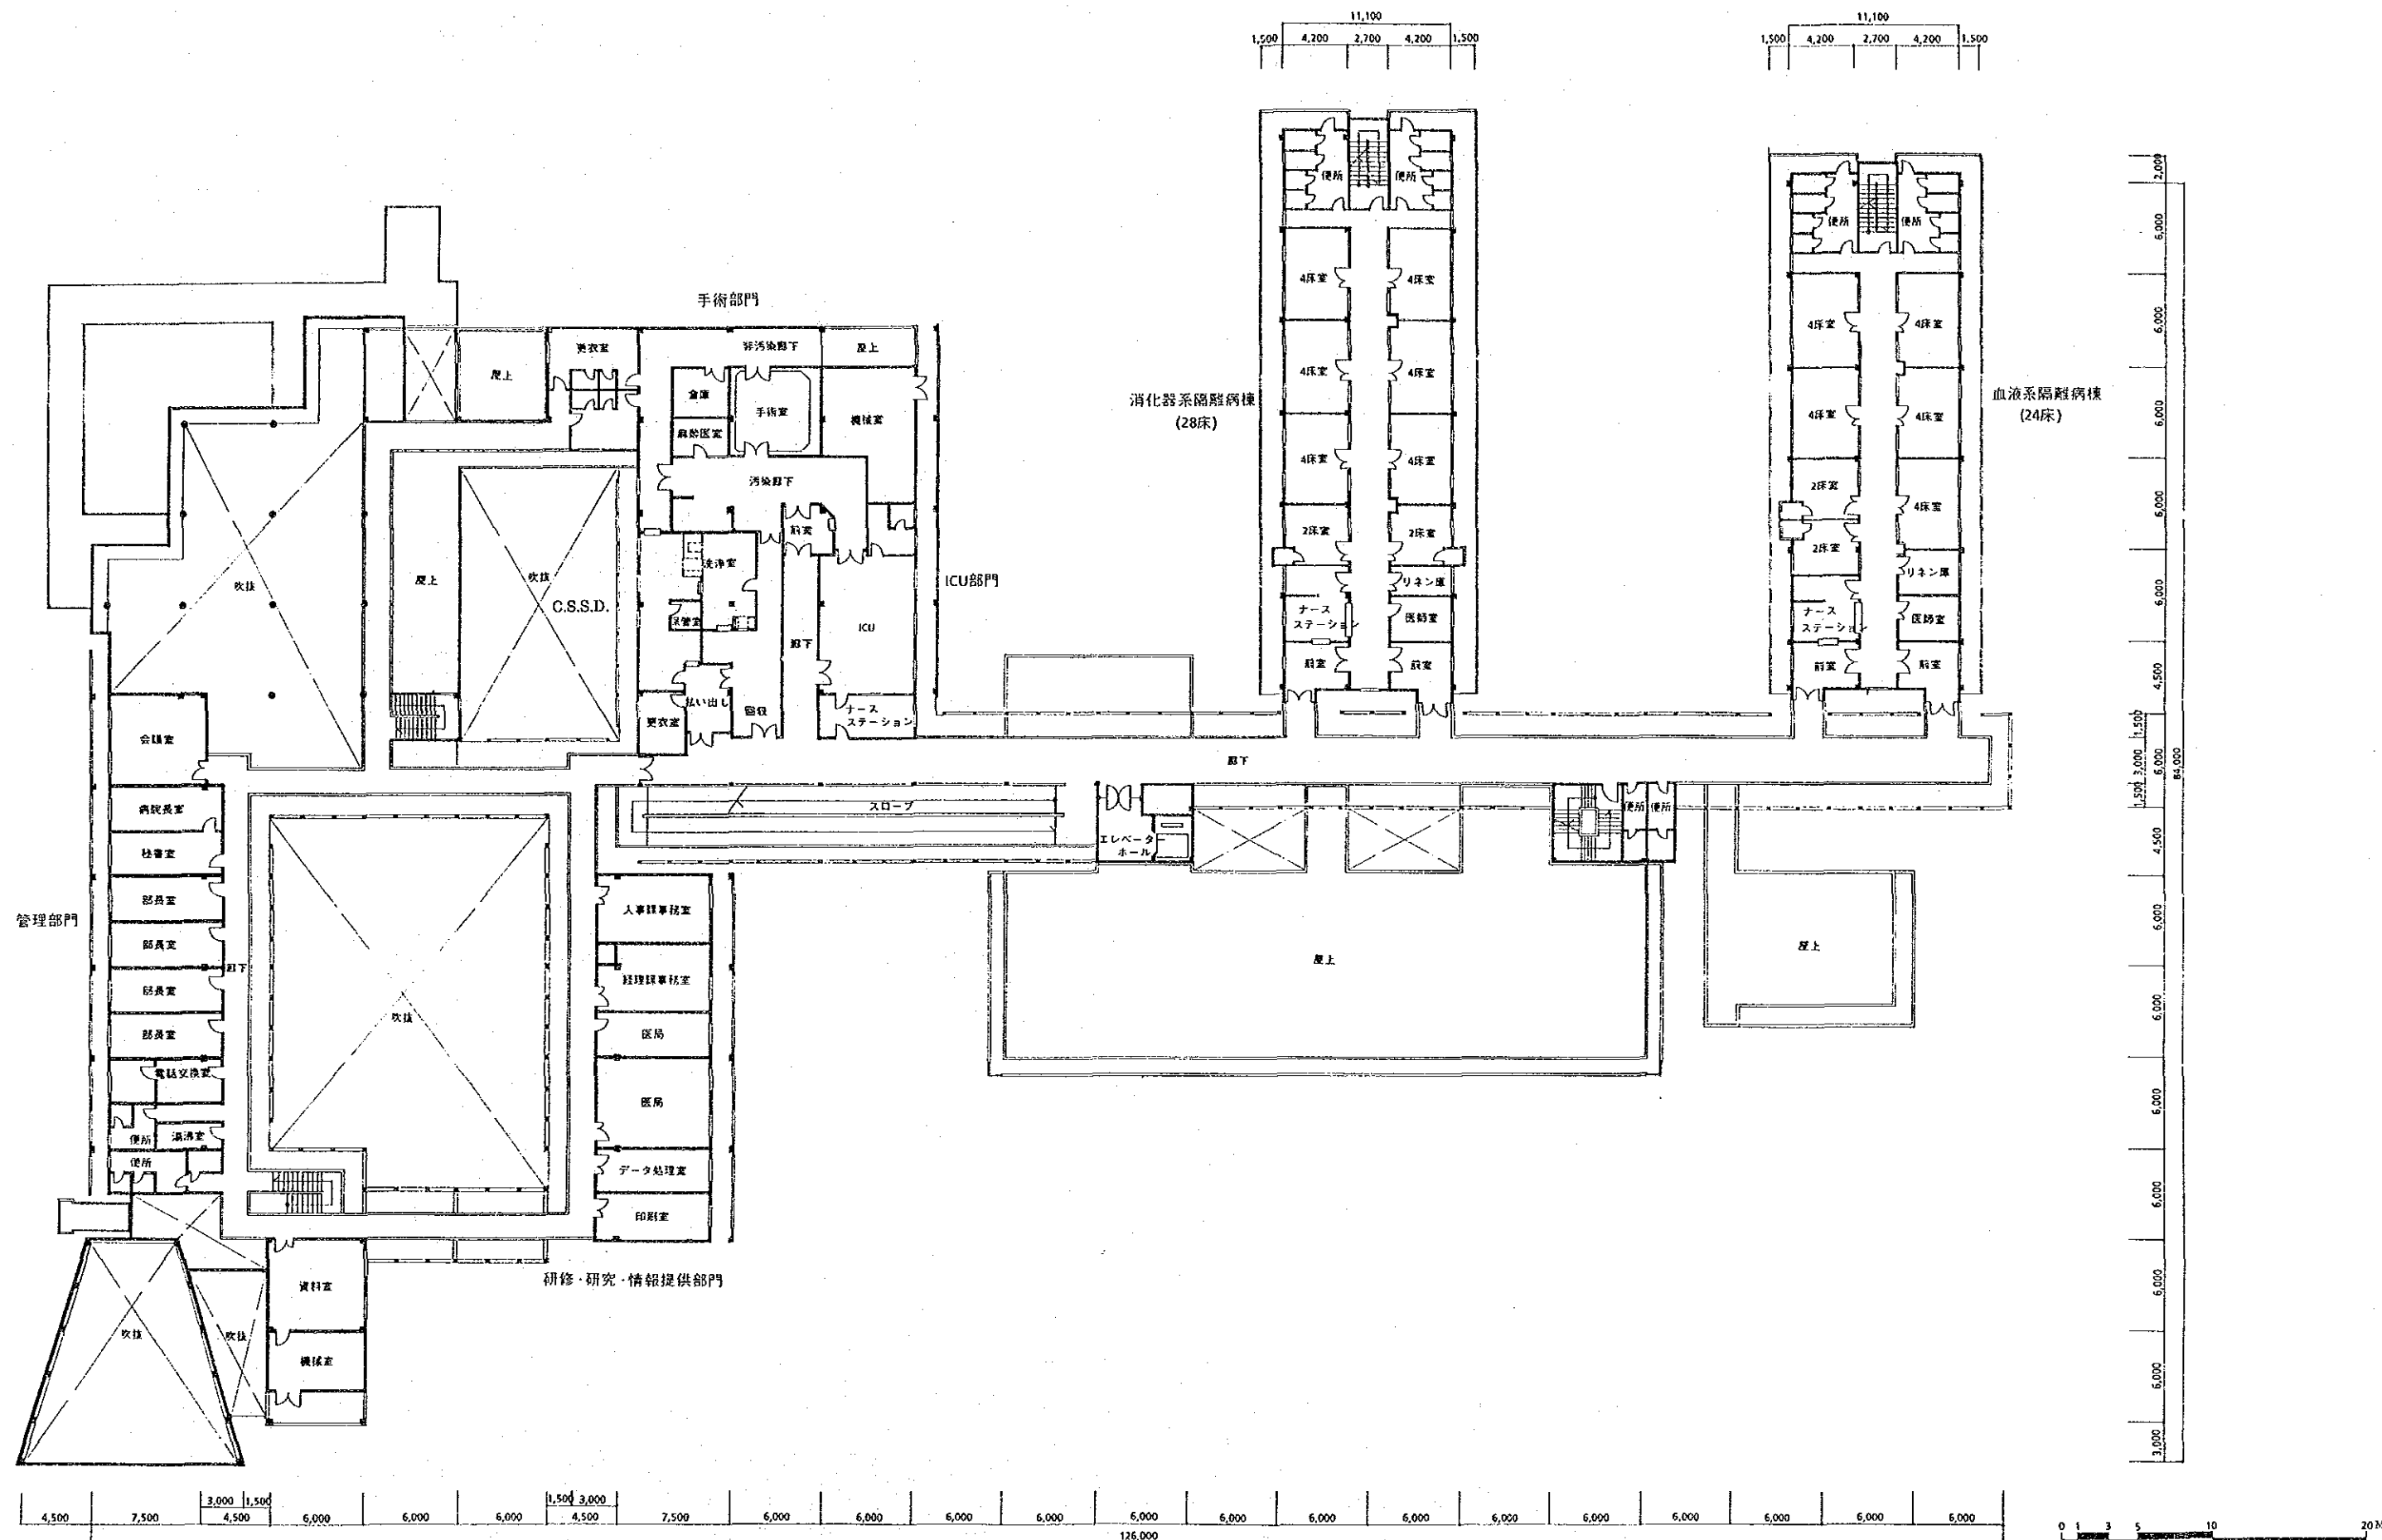 11,100
11,100
1,500 4,200 2,700 4,200 1,500
1,500 4,200 2,700 4,200 1,500
便所 便所
便所 便所
手術部門
消化器系隔離病棟
(28床)
4床室 4床室
4床室 4床室
4床室 4床室
2床室 2床室
リネン庫
ナース
ステーション
医師室
前室 前室
血液系隔離病棟
(24床)
4床室 4床室
4床室 4床室
2床室 4床室
2床室
リネン庫
ナース
ステーション
医師室
前室 前室
屋上
更衣室
非汚染廊下
屋上
倉庫
手術室
麻酔医室
機械室
汚染廊下
前室
洗浄室
保管室
屋上
吹抜
吹抜
C.S.S.D.
ICU部門
ICU
廊下
払い出し
更衣室
ナース
ステーション
会議室
廊下
スロープ
エレベータ
ホール
便所 便所
病院長室
秘書室
部長室
部長室
部長室
部長室
廊下
管理部門
電話交換室
便所
湯沸室
便所
吹抜
人事課事務室
経理課事務室
医局
医局
データ処理室
印刷室
屋上
屋上
研修・研究・情報提供部門
資料室
機械室
吹抜
吹抜
2,000
6,000
6,000
6,000
6,000
4,500
1,500
3,000
1,500
6,000
84,000
4,500
6,000
6,000
6,000
6,000
6,000
6,000
3,000
3,000 1,500
1,500 3,000
4,500 7,500 4,500 6,000 6,000 6,000 4,500 7,500 6,000 6,000 6,000 6,000 6,000 6,000 6,000 6,000 6,000 6,000 6,000 6,000 6,000 6,000
126,000
0 1 3 5 10 20 M